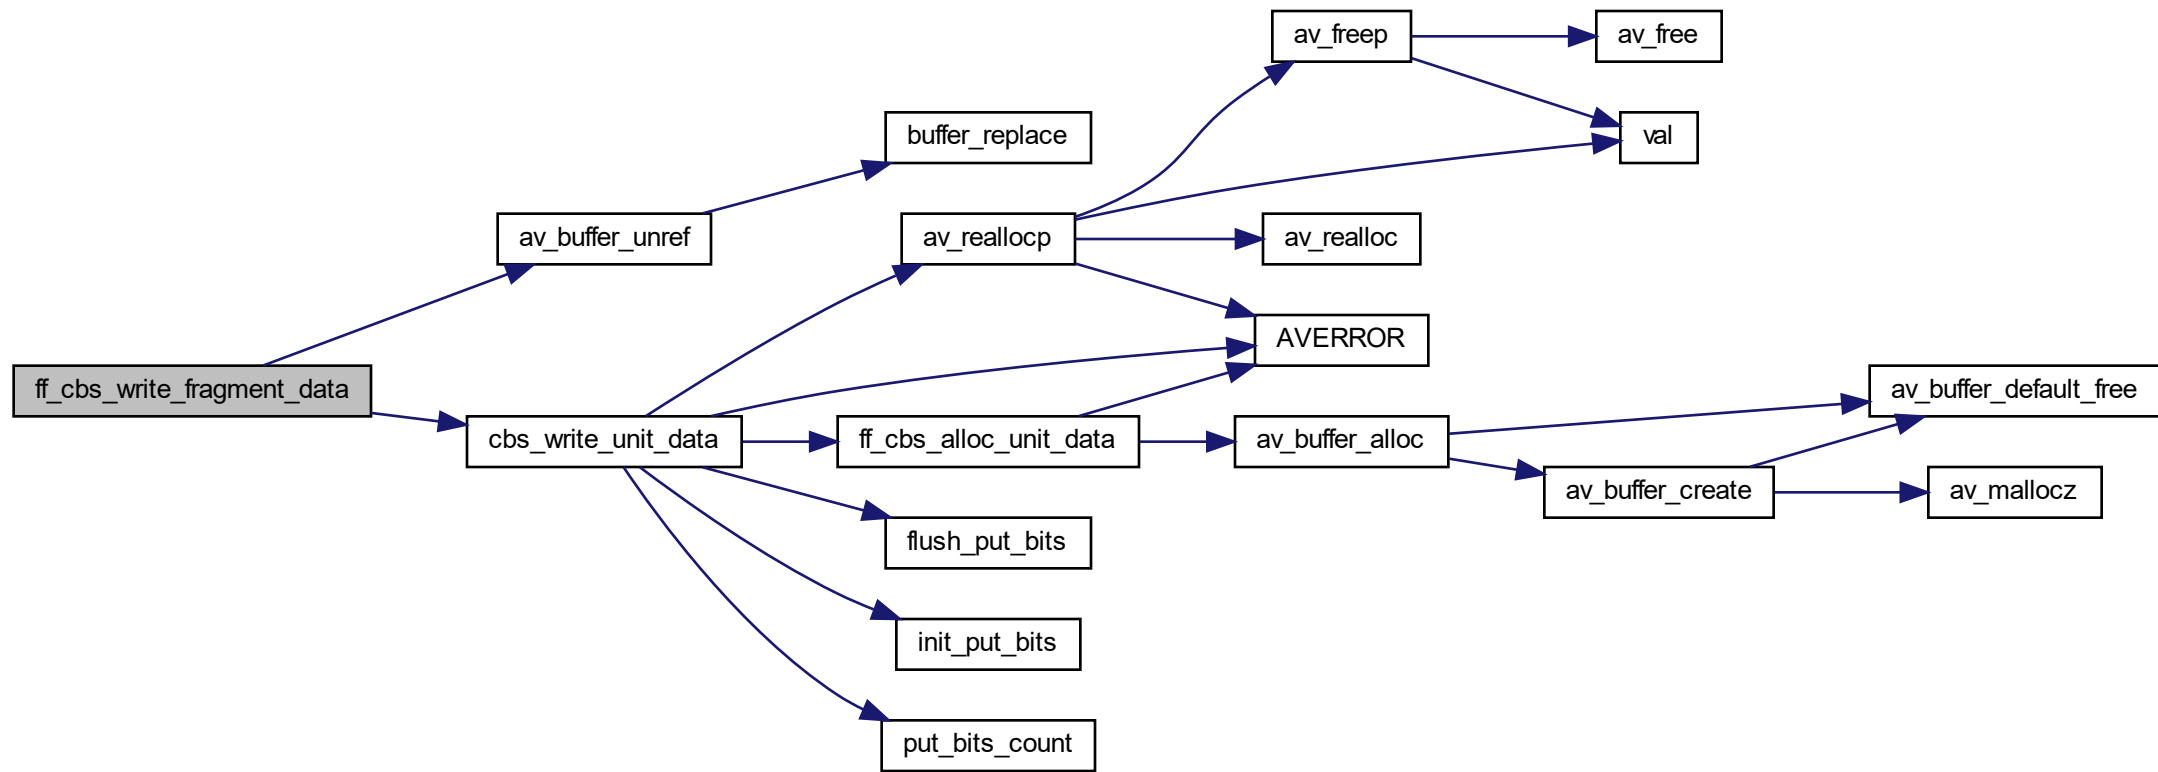 av_freep
av_free
buffer_replace
val
av_buffer_unref
av_reallocp
av_realloc
AVERROR
ff_cbs_write_fragment_data
av_buffer_default_free
cbs_write_unit_data
ff_cbs_alloc_unit_data
av_buffer_alloc
av_buffer_create
av_mallocz
flush_put_bits
init_put_bits
put_bits_count